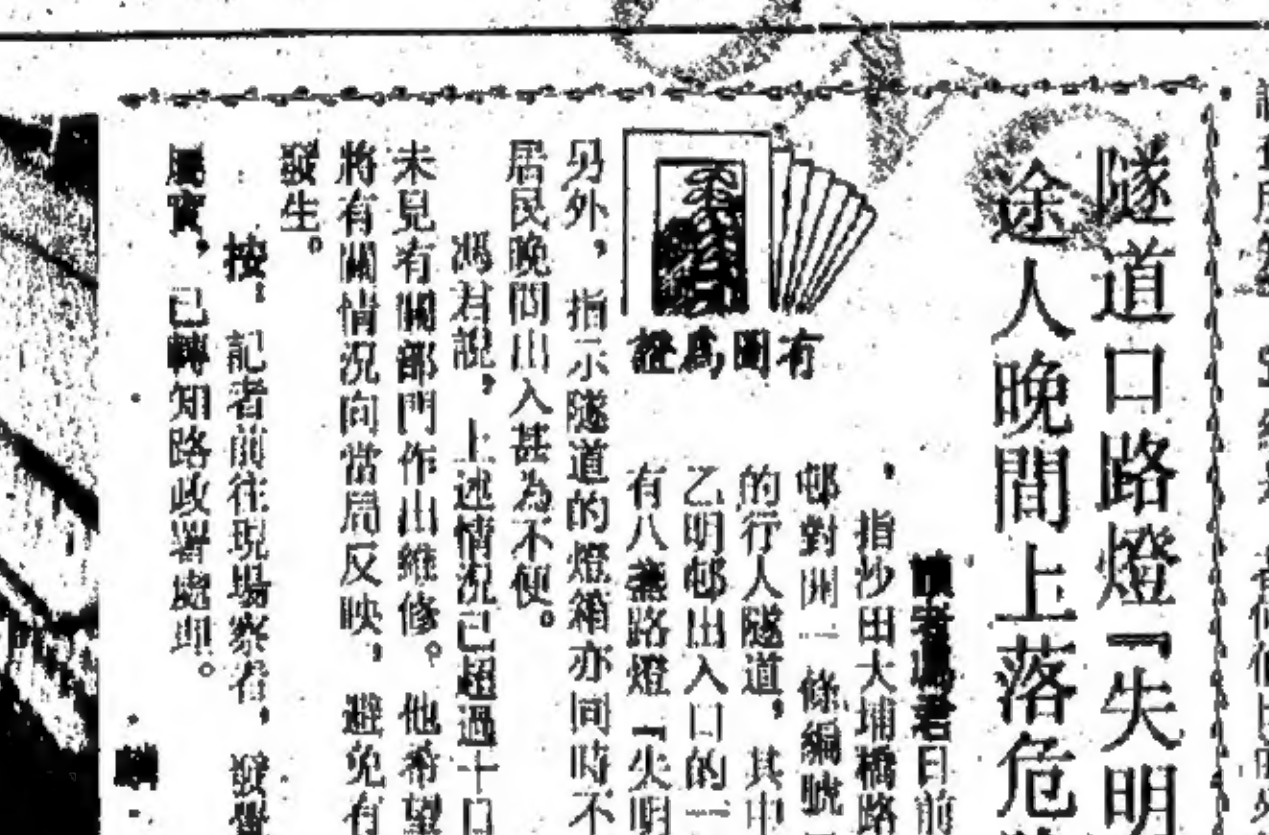 隧道口路燈「失明
途人晚間上落危
讀者馮君日前
，指沙田大埔橋路
邨對開一條編號
的行人隧道，其中
乙明邨出入口的一
有八盞路燈「失明
有圖為證
另外，指示隧道的燈箱亦同時不
居民晚間出入甚為不便。
馮君說，上述情况已超過十日
未見有關部門作出維修。他希望
將有關情况向當局反映，避免有
發生。
按：記者前往現場察看，發覺
屬實，已轉知路政署處理。